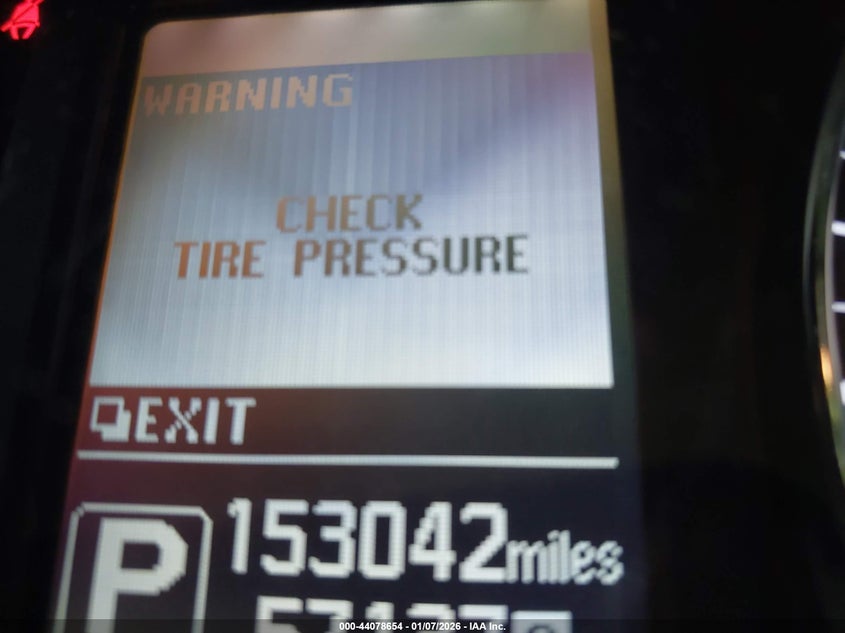 WARNING
CHECK
TIRE PRESSURE
EXIT
P
153042miles
000-44078654 - 01/07/2026 - IAA Inc.